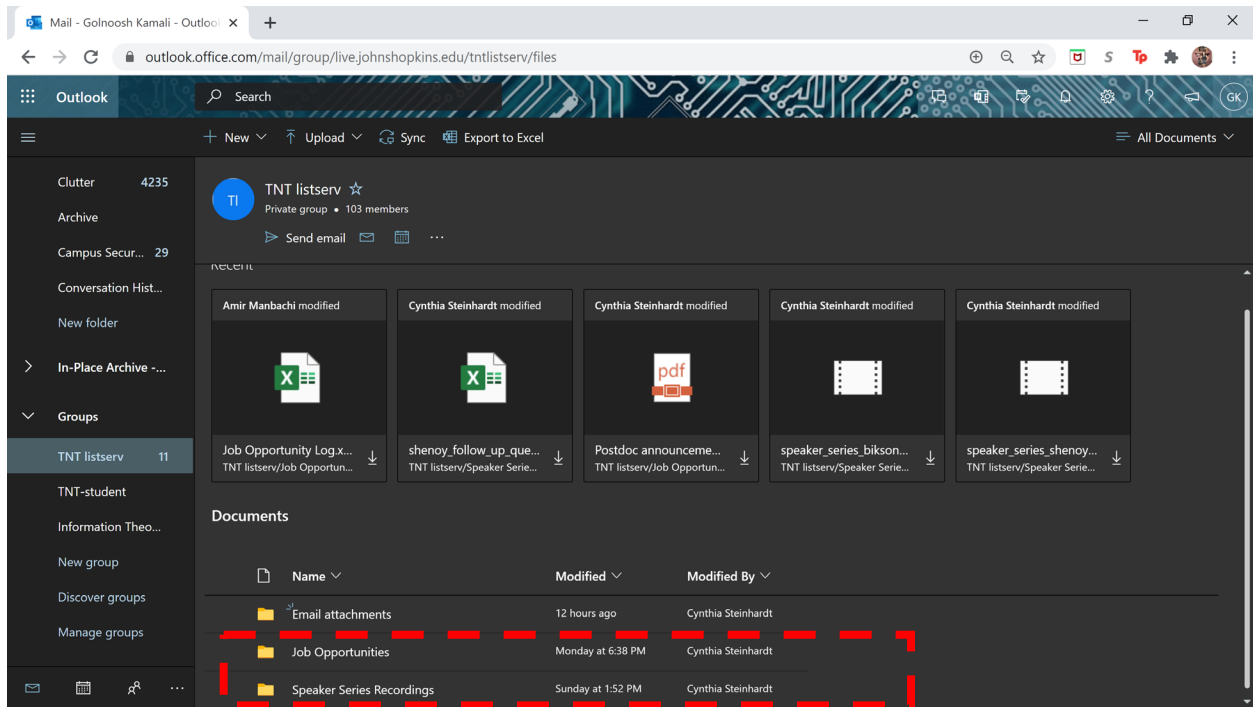 Mail - Golnoosh Kamali - Outloo
outlook.office.com/mail/group/live.johnshopkins.edu/tntlistserv/files
Outlook
Search
GK
New
Upload
Sync
Export to Excel
All Documents
Clutter 4235
Archive
Campus Secur... 29
Conversation Hist...
New folder
In-Place Archive -...
Groups
TNT listserv 11
TNT-student
Information Theo...
New group
Discover groups
Manage groups
TI
TNT listserv
Private group • 103 members
Send email
Recent
Amir Manbachi modified
Job Opportunity Log.x...
TNT listserv/Job Opportun...
Cynthia Steinhardt modified
shenoy_follow_up_que...
TNT listserv/Speaker Serie...
Cynthia Steinhardt modified
pdf
Postdoc announceme...
TNT listserv/Job Opportun...
Cynthia Steinhardt modified
speaker_series_bikson...
TNT listserv/Speaker Serie...
Cynthia Steinhardt modified
speaker_series_shenoy...
TNT listserv/Speaker Serie...
Documents
Name Modified Modified By
Email attachments 12 hours ago Cynthia Steinhardt
Job Opportunities Monday at 6:38 PM Cynthia Steinhardt
Speaker Series Recordings Sunday at 1:52 PM Cynthia Steinhardt